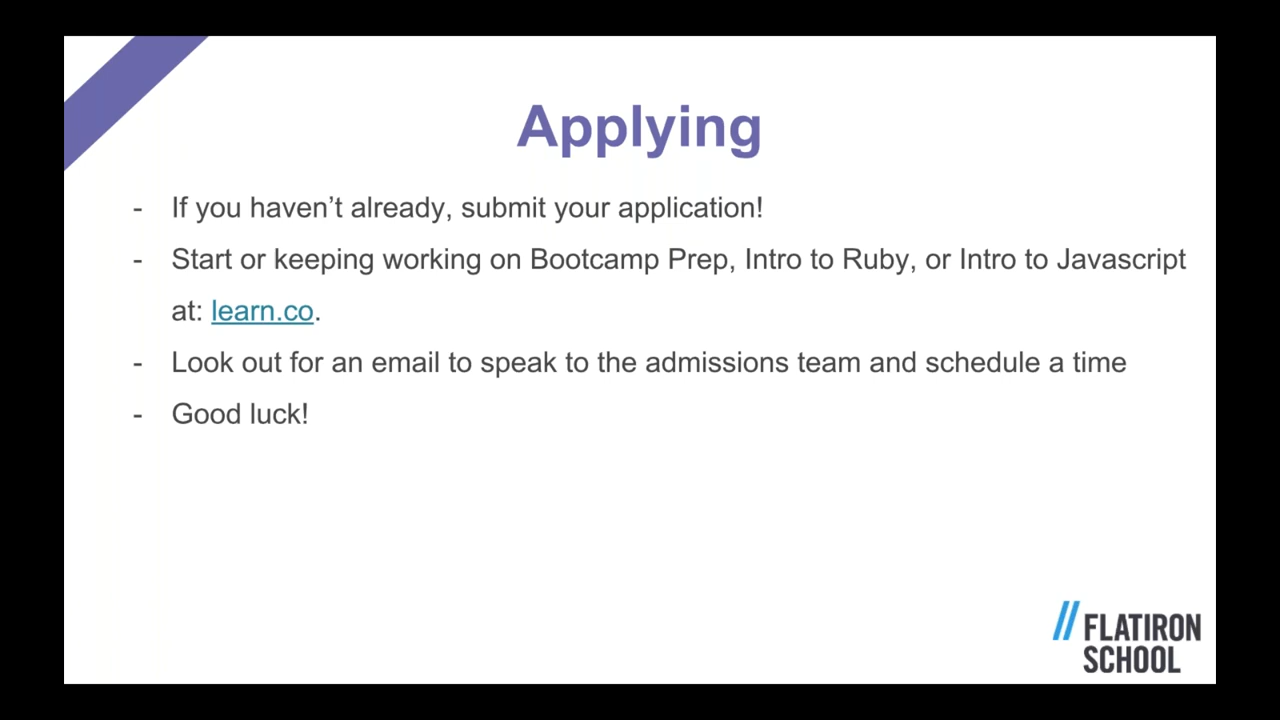 Applying
- If you haven’t already, submit your application!
- Start or keeping working on Bootcamp Prep, Intro to Ruby, or Intro to Javascript
at: learn.co.
- Look out for an email to speak to the admissions team and schedule a time
- Good luck!
// FLATIRON
SCHOOL